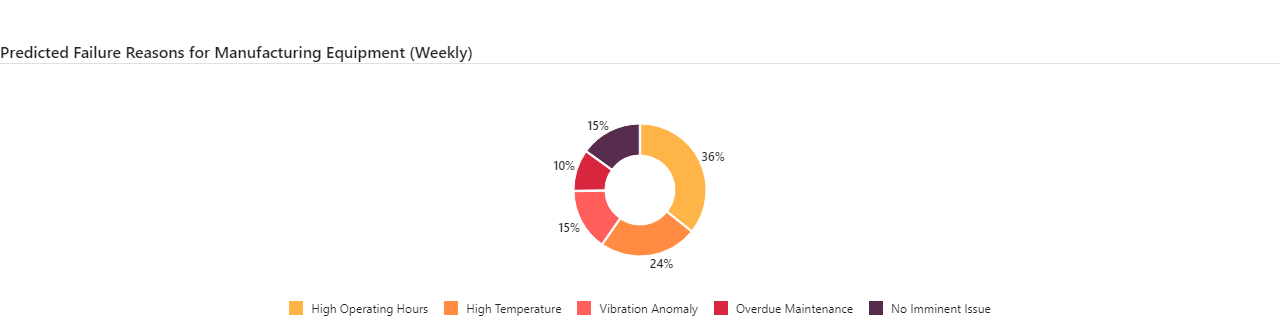 Predicted Failure Reasons for Manufacturing Equipment (Weekly)
15%
36%
10%
15%
24%
High Operating Hours High Temperature Vibration Anomaly Overdue Maintenance No Imminent Issue